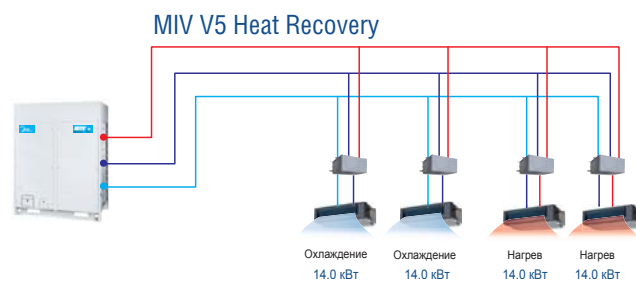 MIV V5 Heat Recovery
Охлаждение
Охлаждение
Нагрев
Нагрев
14.0 кВт
14.0 кВт
14.0 кВт
14.0 кВт